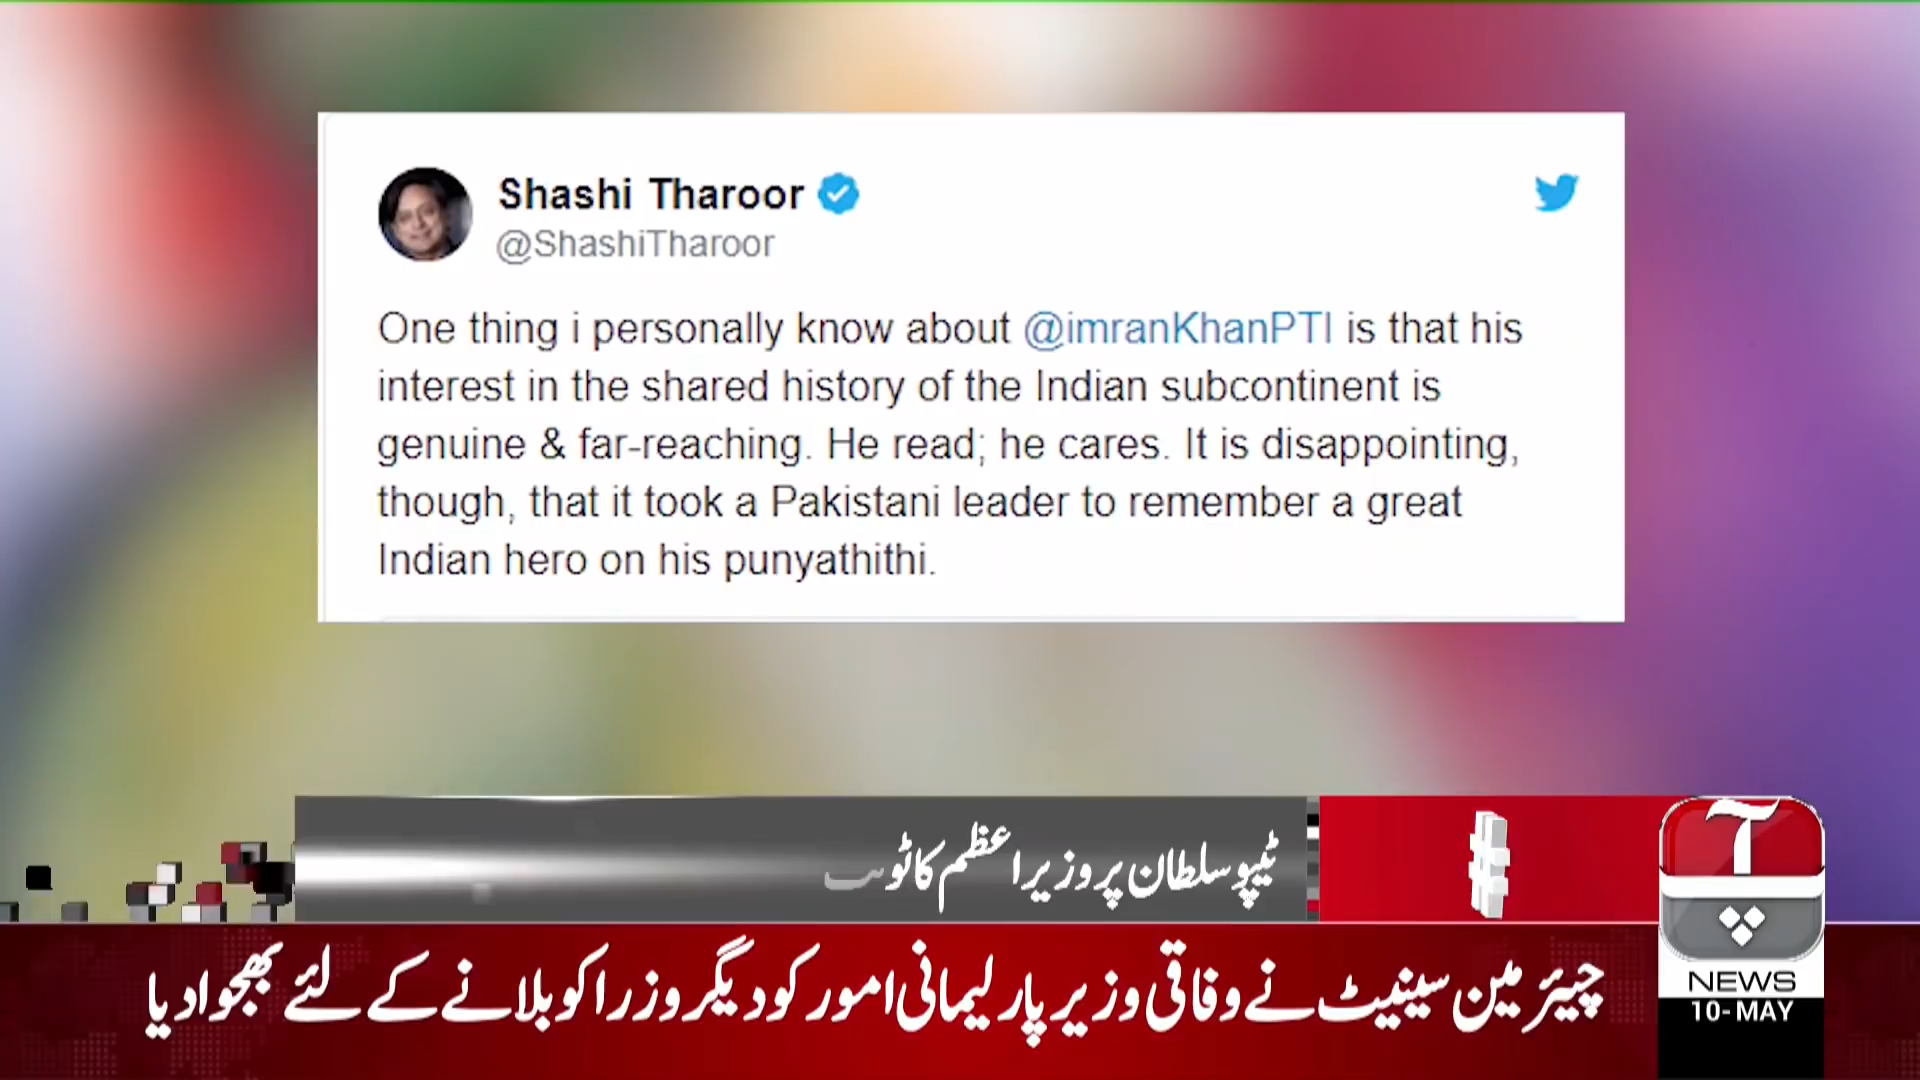 Shashi Tharoor
@ShashiTharoor
One thing i personally know about @imranKhanPTI is that his
interest in the shared history of the Indian subcontinent is
genuine & far-reaching. He read; he cares. It is disappointing,
though, that it took a Pakistani leader to remember a great
Indian hero on his punyathithi.
ٹیپو سلطان پر وزیراعظم کا
#
آپ
NEWS
10-MAY
چیئرمین سینیٹ نے وفاقی وزیر پارلیمانی امور کو دیگر وزرا کو بلانے کے لئے بھجوا دیا